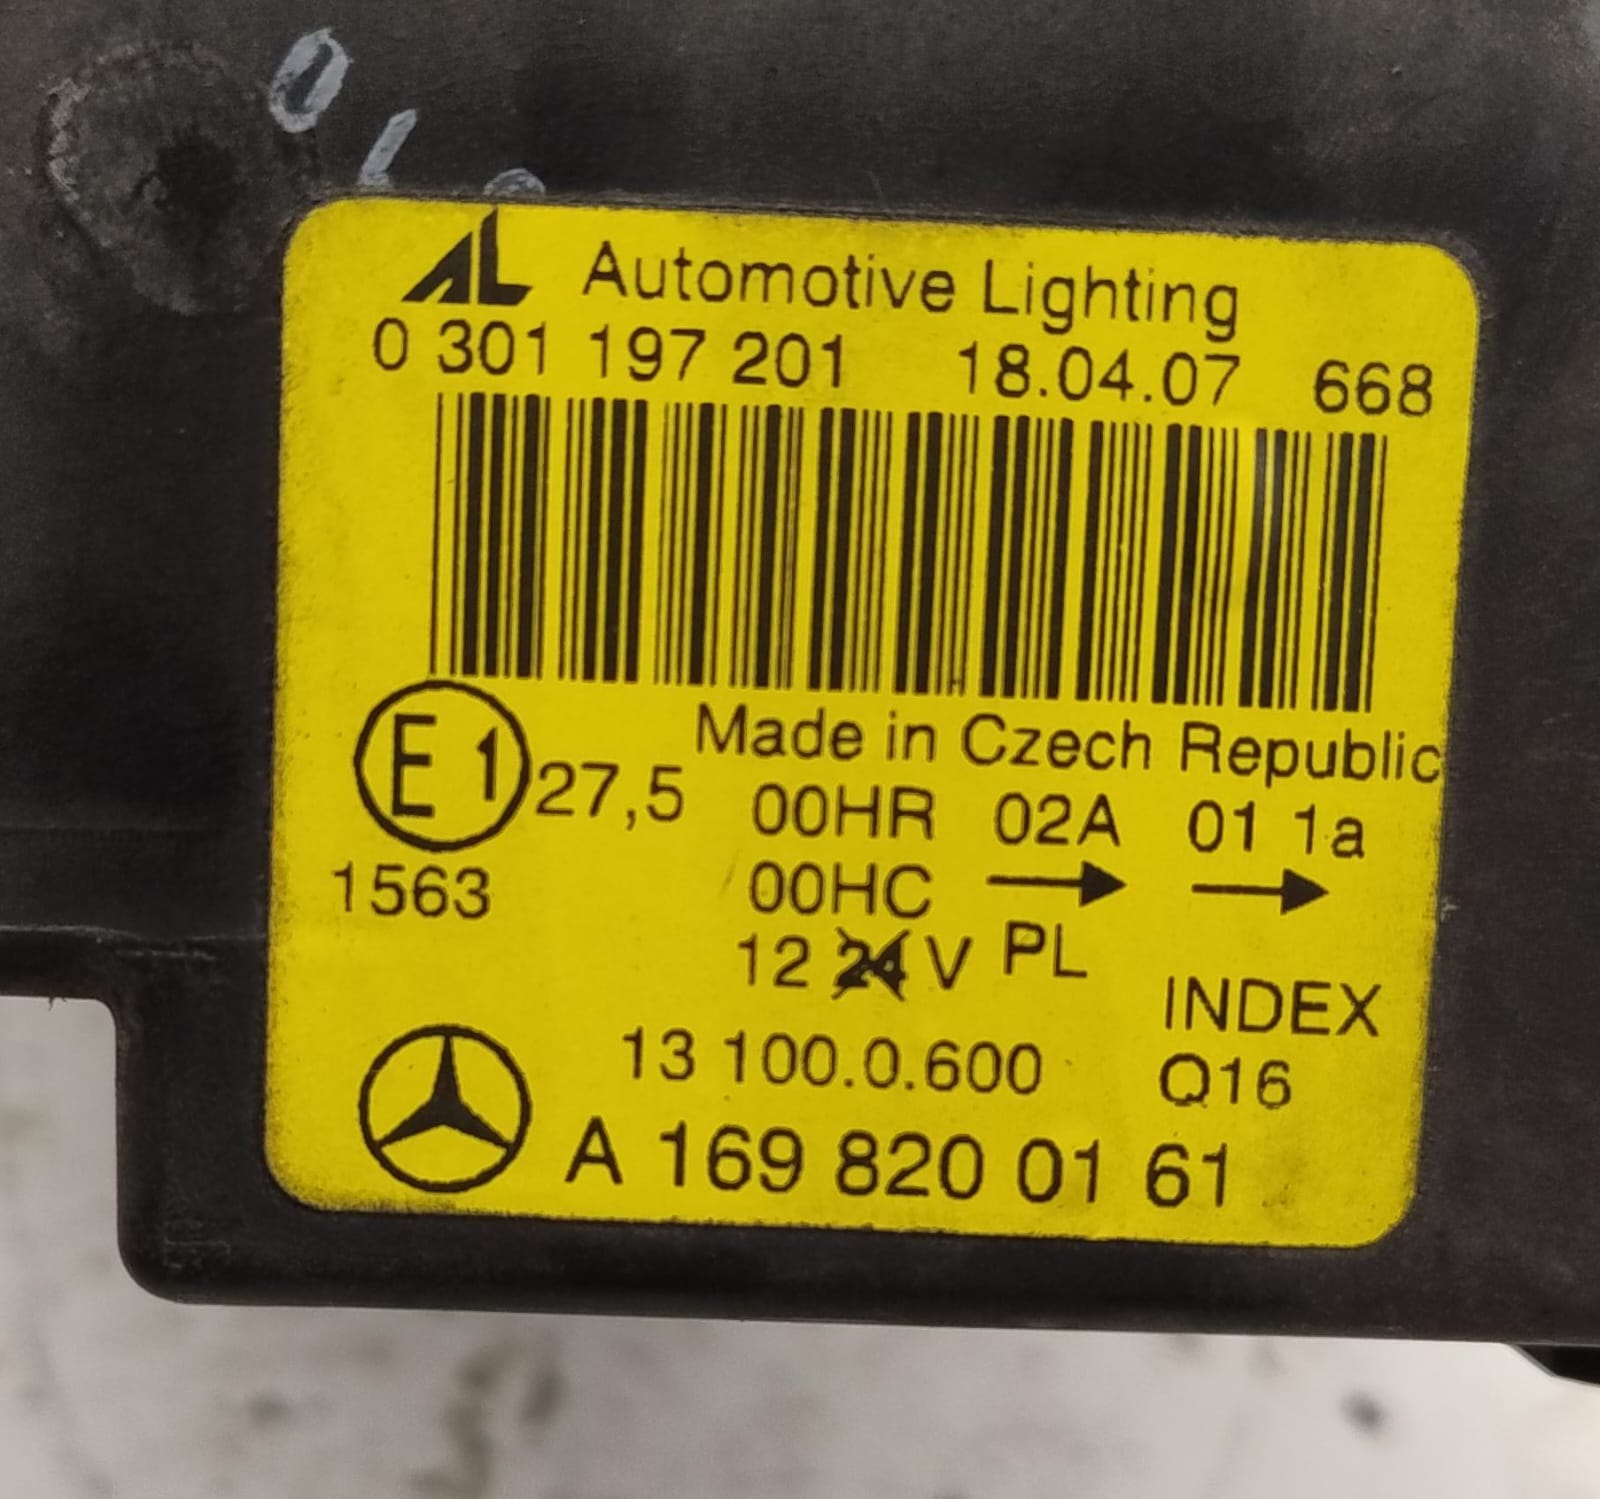 AL Automotive Lighting
0 301 197 201 18.04.07 668
Made in Czech Republic
E1 27,5 00HR 02A 01 1a
1563 00HC → →
12 24 V PL
INDEX
13 100.0.600 Q16
A 169 820 01 61